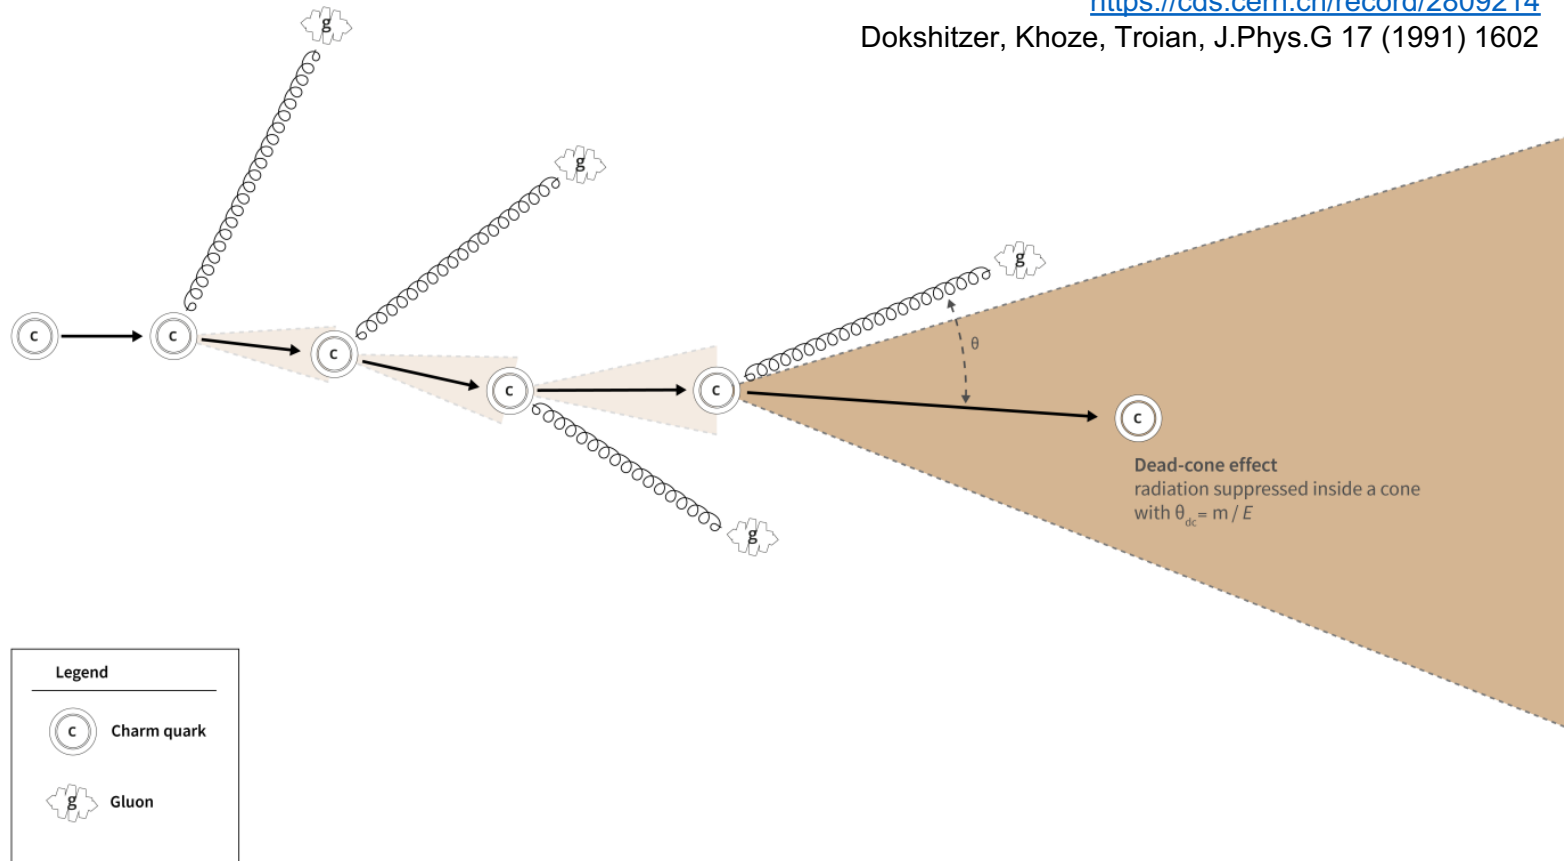 https://cds.cern.ch/record/2809214
Dokshitzer, Khoze, Troian, J.Phys.G 17 (1991) 1602
g
g
g
θ
c
c
c
c
c
c
Dead-cone effect
radiation suppressed inside a cone
with θdc = m / E
g
Legend
c Charm quark
g Gluon